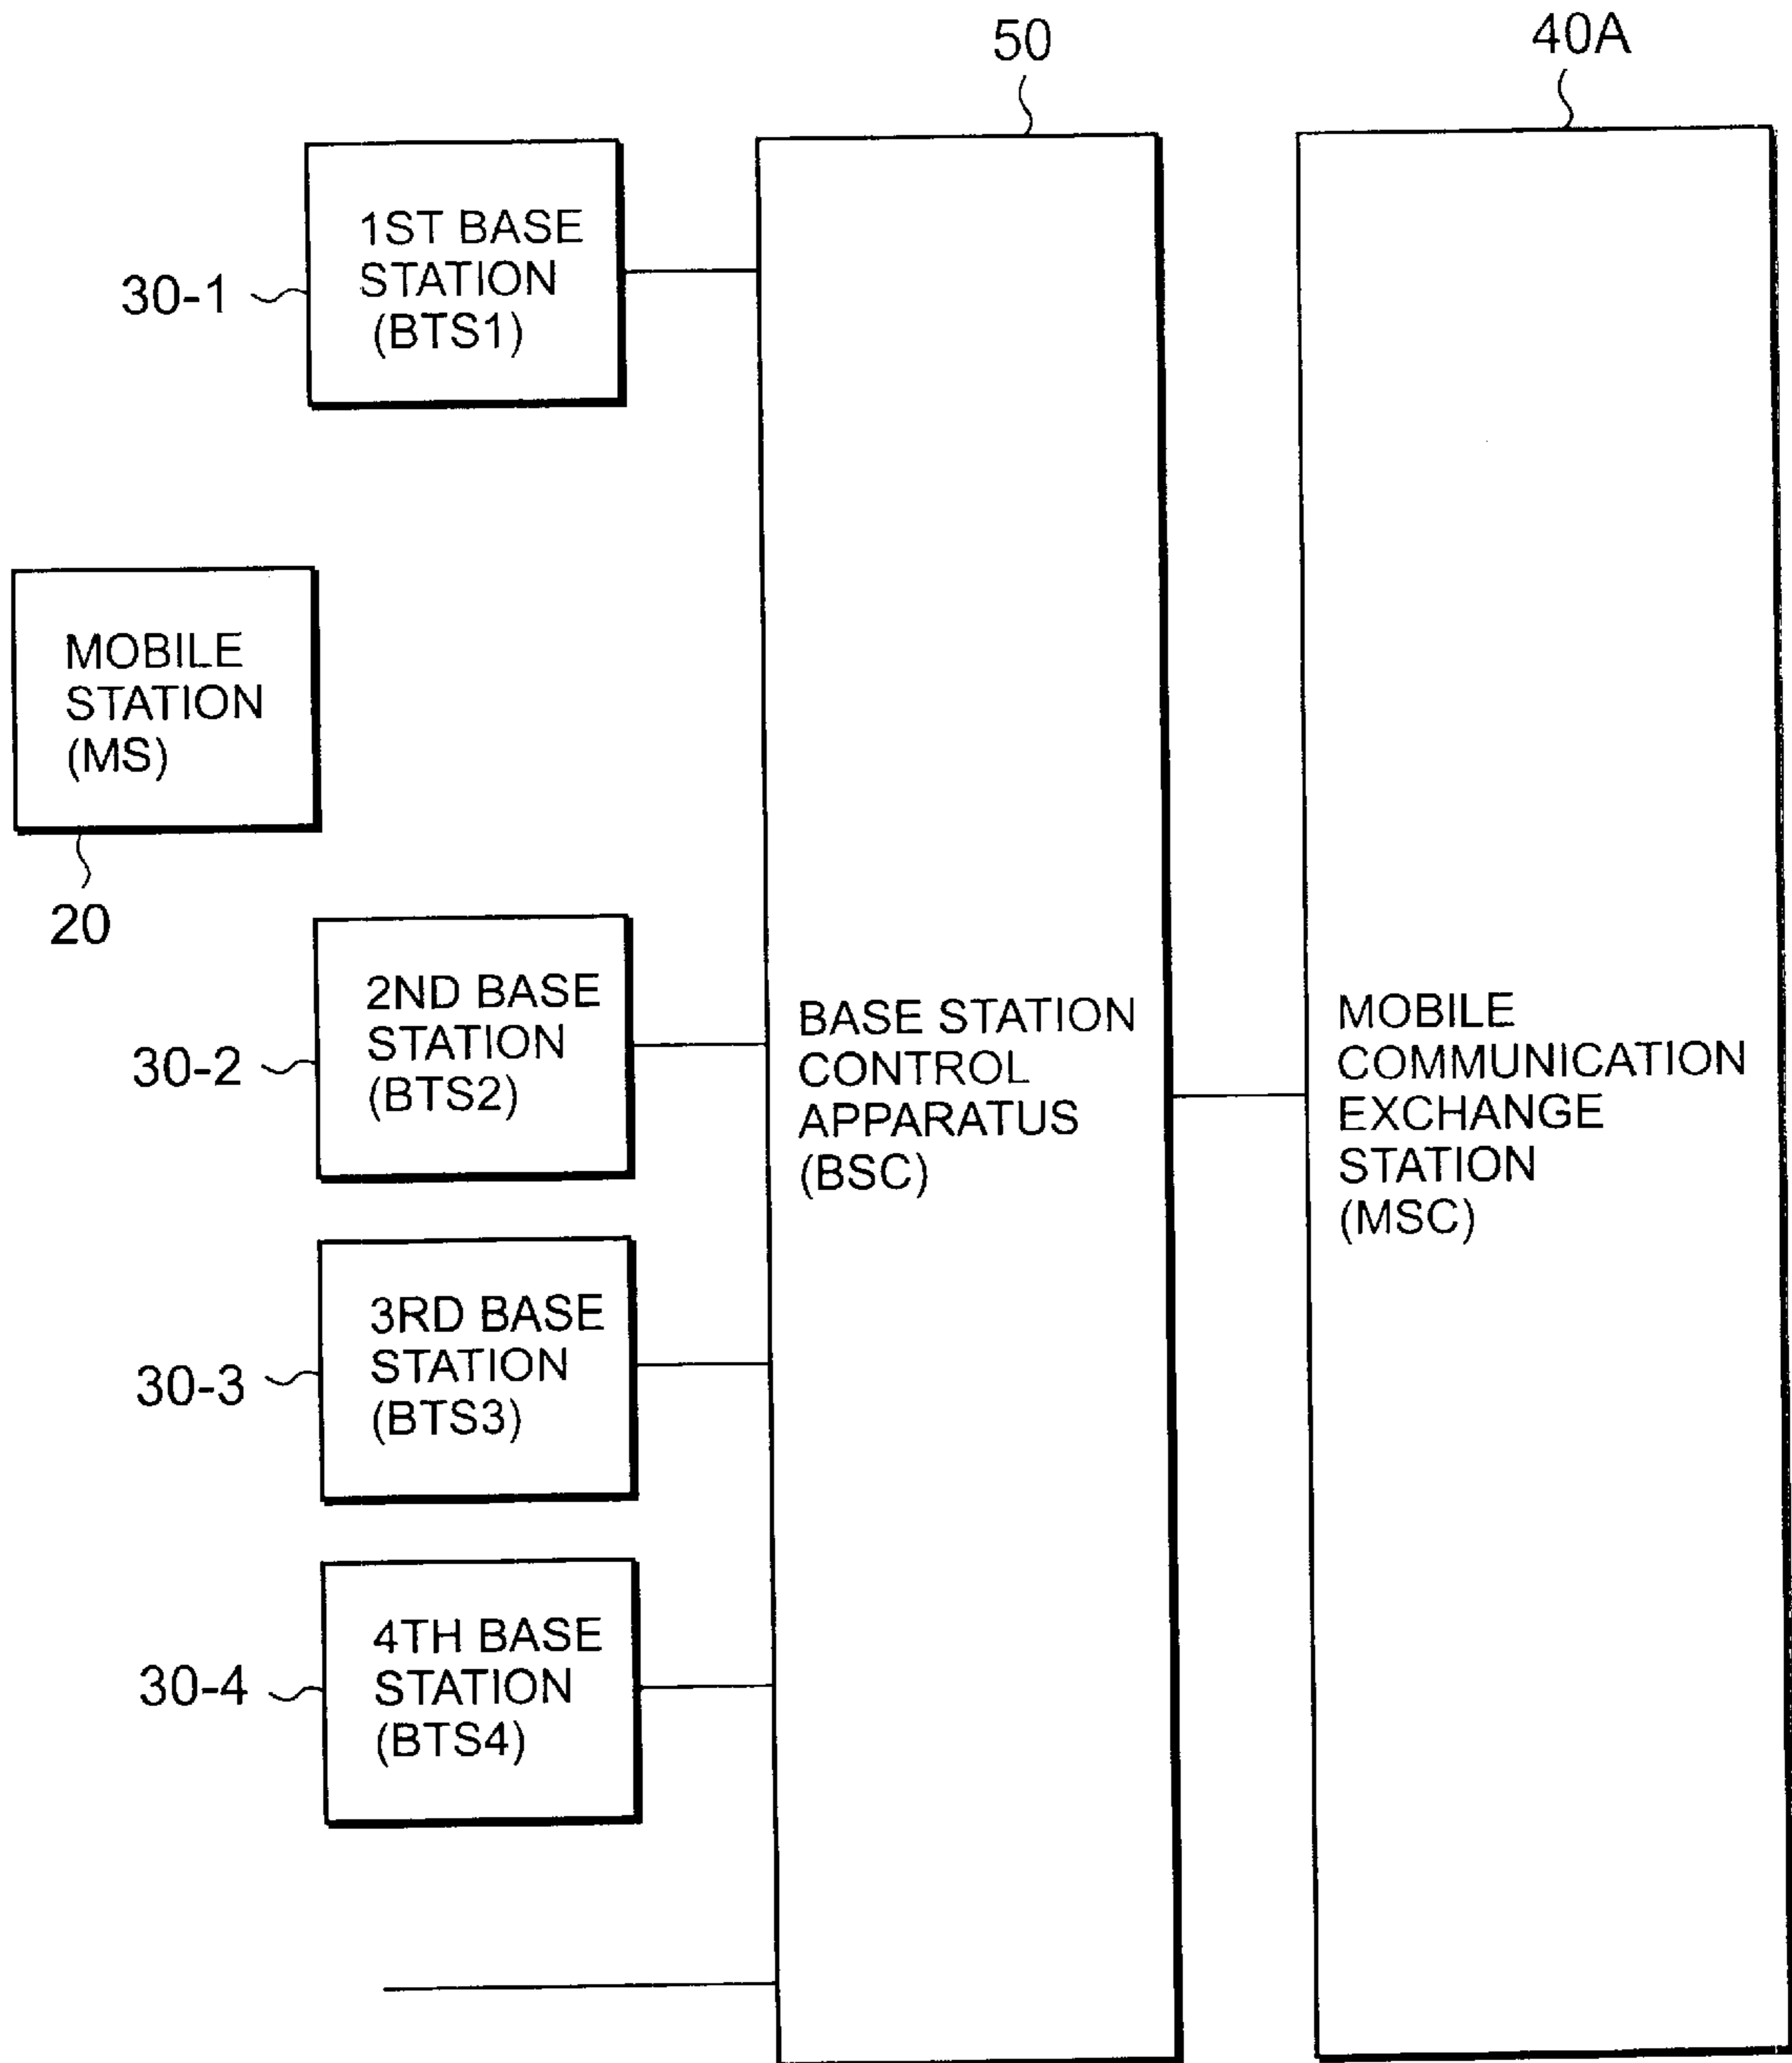 50
40A
1ST BASE
STATION
(BTS1)
30-1
MOBILE
STATION
(MS)
20
2ND BASE
STATION
(BTS2)
30-2
BASE STATION
CONTROL
APPARATUS
(BSC)
MOBILE
COMMUNICATION
EXCHANGE
STATION
(MSC)
3RD BASE
STATION
(BTS3)
30-3
4TH BASE
STATION
(BTS4)
30-4